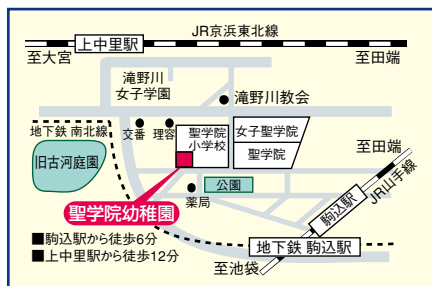 JR京浜東北線
上中里駅
至大宮
至田端
滝野川
女子学園
滝野川教会
地下鉄 南北線
交番
理容
聖学院
小学校
女子聖学院
聖学院
至田端
旧古河庭園
公園
薬局
JR山手線
駒込駅
聖学院幼稚園
■駒込駅から徒歩6分
■上中里駅から徒歩12分
地下鉄 駒込駅
至池袋